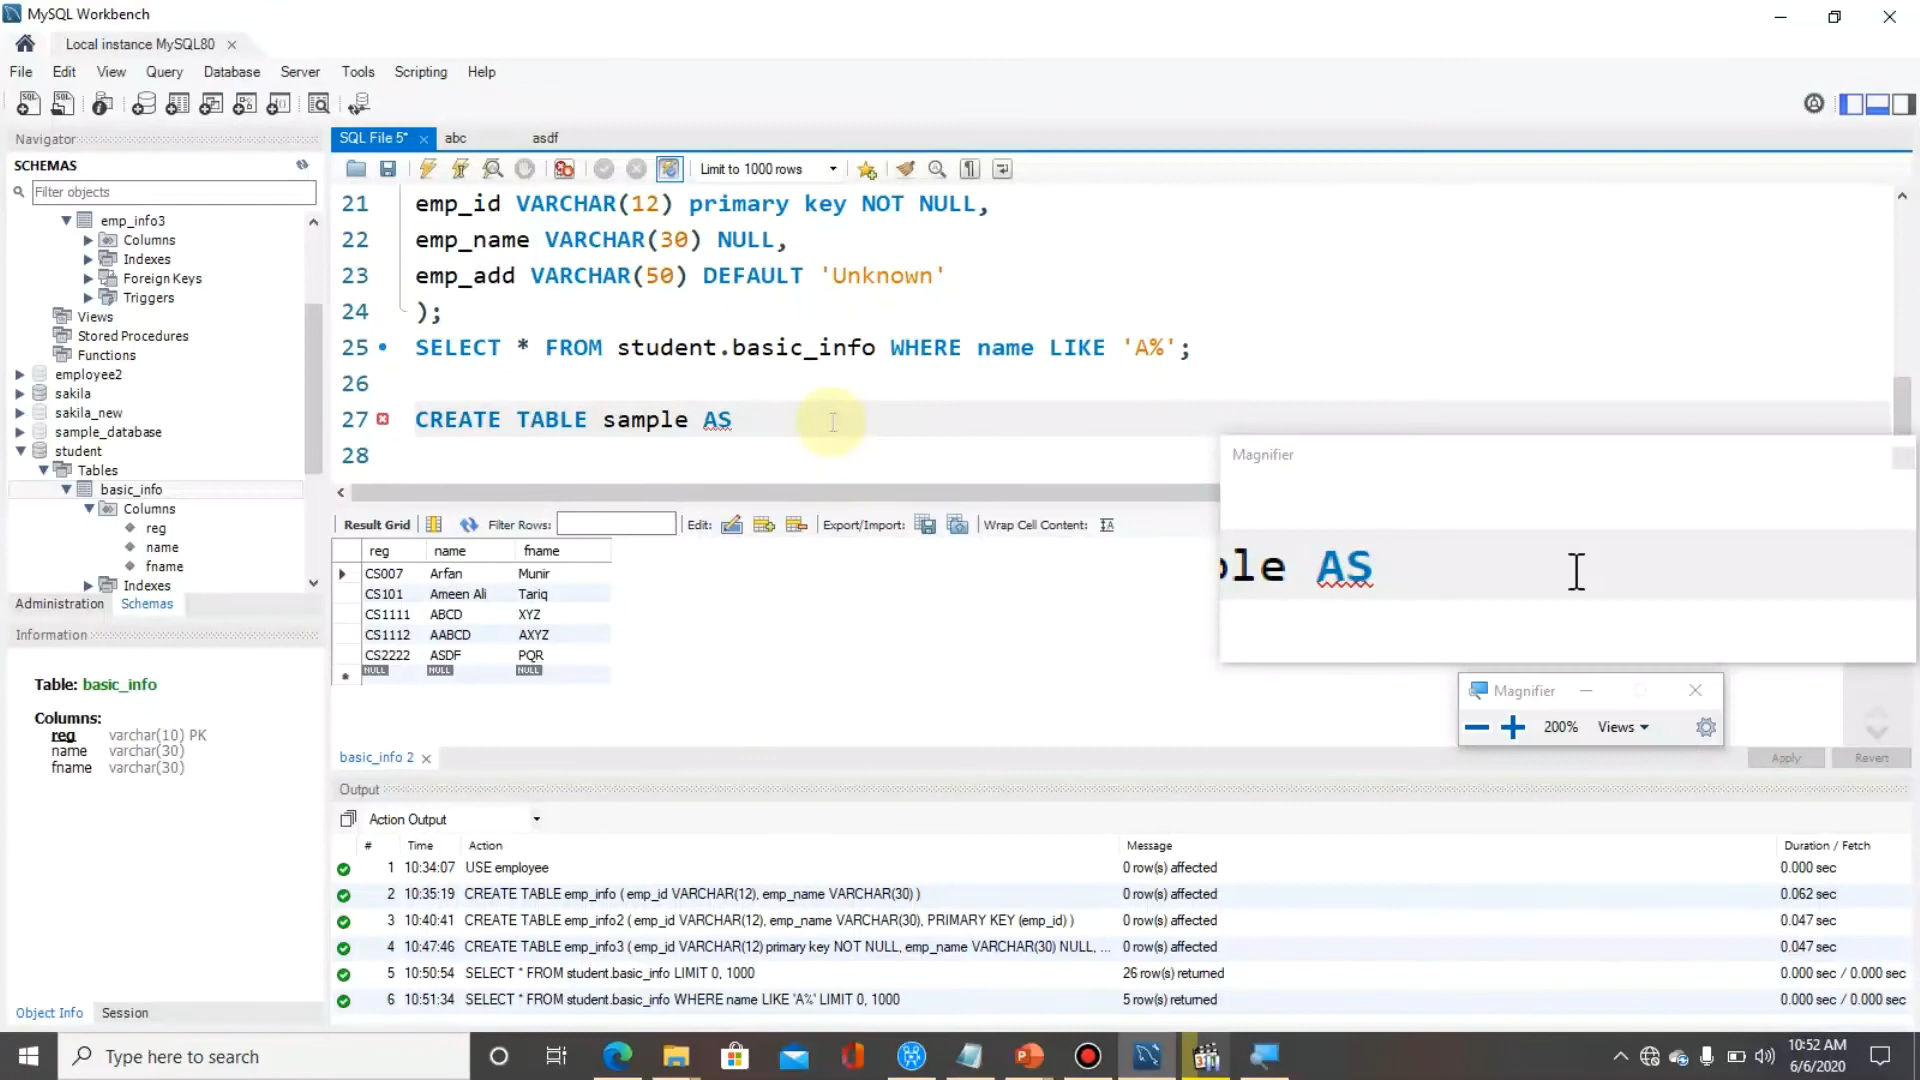 MySQL Workbench
Local instance MySQL80
File Edit View Query Database Server Tools Scripting Help
Navigator
SCHEMAS
Filter objects
emp_info3
Columns
Indexes
Foreign Keys
Triggers
Views
Stored Procedures
Functions
employee2
sakila
sakila_new
sample_database
student
Tables
basic_info
Columns
reg
name
fname
Indexes
Administration Schemas
Information
Table: basic_info
Columns:
reg varchar(10) PK
name varchar(30)
fname varchar(30)
Object Info Session
SQL File 5* abc asdf
Limit to 1000 rows
21 emp_id VARCHAR(12) primary key NOT NULL,
22 emp_name VARCHAR(30) NULL,
23 emp_add VARCHAR(50) DEFAULT 'Unknown'
24 );
25 SELECT * FROM student.basic_info WHERE name LIKE 'A%';
26
27 CREATE TABLE sample AS
28
Magnifier
ple AS
Magnifier
200% Views
Result Grid Filter Rows: Edit: Export/Import: Wrap Cell Content:
reg name fname
CS007 Arfan Munir
CS101 Ameen Ali Tariq
CS1111 ABCD XYZ
CS1112 AABCD AXYZ
CS2222 ASDF PQR
NULL NULL NULL
basic_info 2
Apply Revert
Output
Action Output
# Time Action Message Duration / Fetch
1 10:34:07 USE employee 0 row(s) affected 0.000 sec
2 10:35:19 CREATE TABLE emp_info ( emp_id VARCHAR(12), emp_name VARCHAR(30) ) 0 row(s) affected 0.062 sec
3 10:40:41 CREATE TABLE emp_info2 ( emp_id VARCHAR(12), emp_name VARCHAR(30), PRIMARY KEY (emp_id) ) 0 row(s) affected 0.047 sec
4 10:47:46 CREATE TABLE emp_info3 ( emp_id VARCHAR(12) primary key NOT NULL, emp_name VARCHAR(30) NULL, ... 0 row(s) affected 0.047 sec
5 10:50:54 SELECT * FROM student.basic_info LIMIT 0, 1000 26 row(s) returned 0.000 sec / 0.000 sec
6 10:51:34 SELECT * FROM student.basic_info WHERE name LIKE 'A%' LIMIT 0, 1000 5 row(s) returned 0.000 sec / 0.000 sec
Type here to search
10:52 AM
6/6/2020